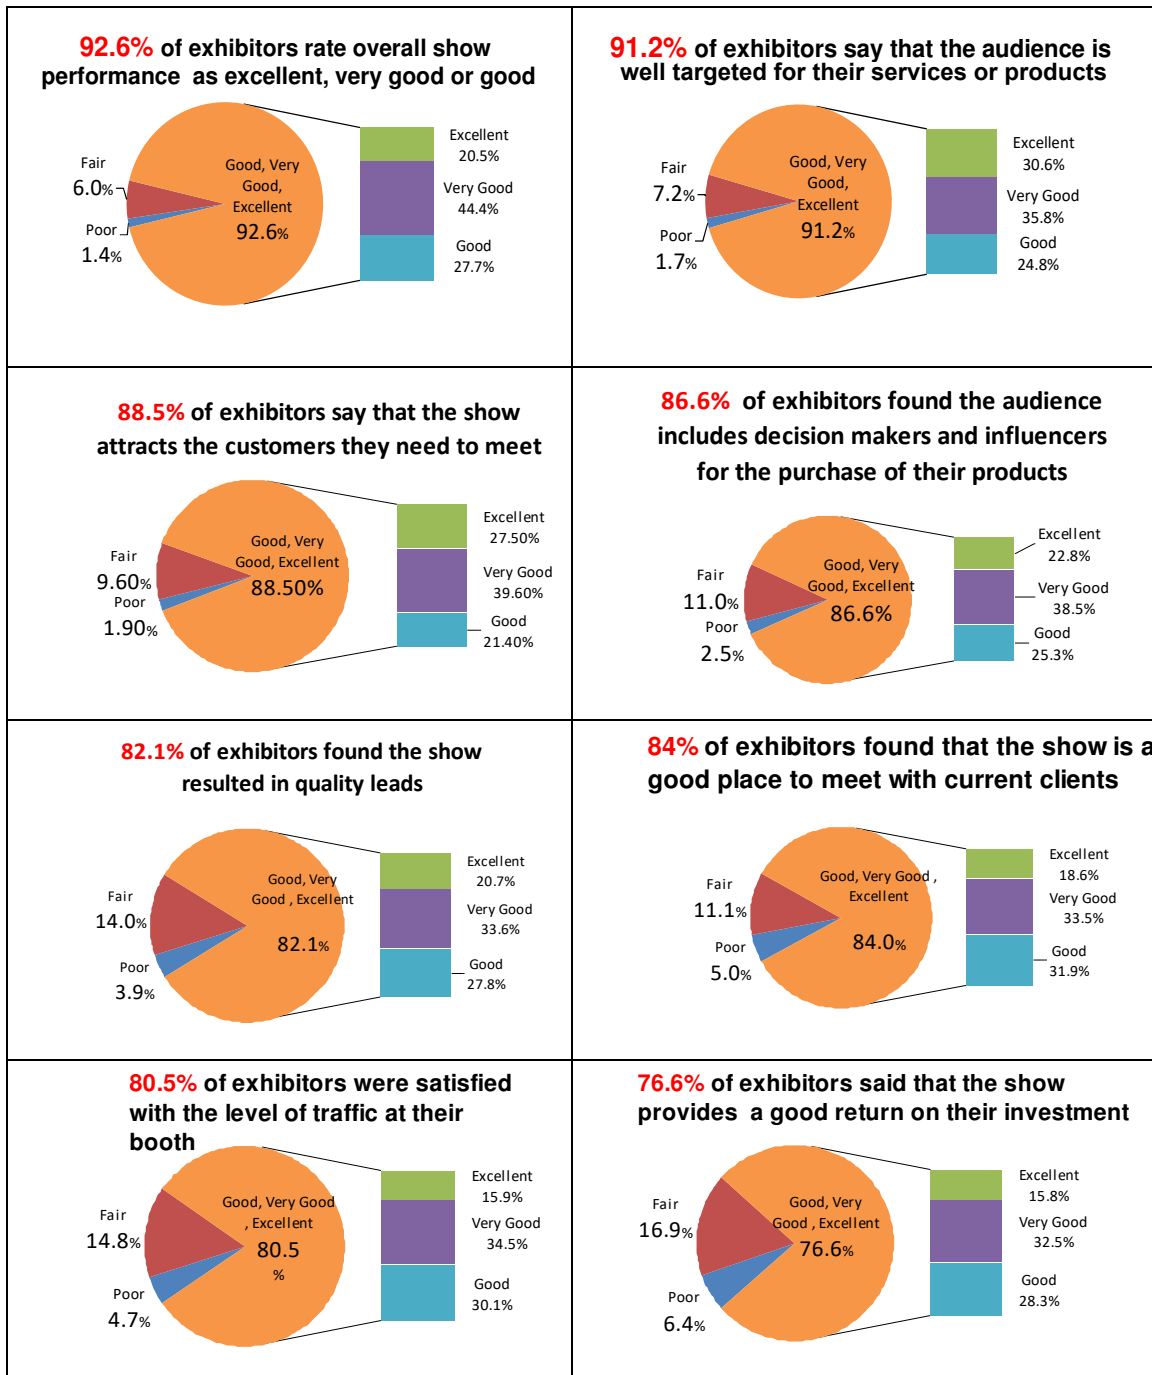 92.6% of exhibitors rate overall show
performance as excellent, very good or good
Good, Very
Good,
Excellent
92.6%
Fair
6.0%
Poor
1.4%
Excellent
20.5%
Very Good
44.4%
Good
27.7%
91.2% of exhibitors say that the audience is
well targeted for their services or products
Good, Very
Good,
Excellent
91.2%
Fair
7.2%
Poor
1.7%
Excellent
30.6%
Very Good
35.8%
Good
24.8%
88.5% of exhibitors say that the show
attracts the customers they need to meet
Good, Very
Good, Excellent
88.50%
Fair
9.60%
Poor
1.90%
Excellent
27.50%
Very Good
39.60%
Good
21.40%
86.6% of exhibitors found the audience
includes decision makers and influencers
for the purchase of their products
Good, Very
Good, Excellent
86.6%
Fair
11.0%
Poor
2.5%
Excellent
22.8%
Very Good
38.5%
Good
25.3%
82.1% of exhibitors found the show
resulted in quality leads
Good, Very
Good , Excellent
82.1%
Fair
14.0%
Poor
3.9%
Excellent
20.7%
Very Good
33.6%
Good
27.8%
84% of exhibitors found that the show is a
good place to meet with current clients
Good, Very Good ,
Excellent
84.0%
Fair
11.1%
Poor
5.0%
Excellent
18.6%
Very Good
33.5%
Good
31.9%
80.5% of exhibitors were satisfied
with the level of traffic at their
booth
Good, Very Good
, Excellent
80.5
%
Fair
14.8%
Poor
4.7%
Excellent
15.9%
Very Good
34.5%
Good
30.1%
76.6% of exhibitors said that the show
provides a good return on their investment
Good, Very
Good , Excellent
76.6%
Fair
16.9%
Poor
6.4%
Excellent
15.8%
Very Good
32.5%
Good
28.3%